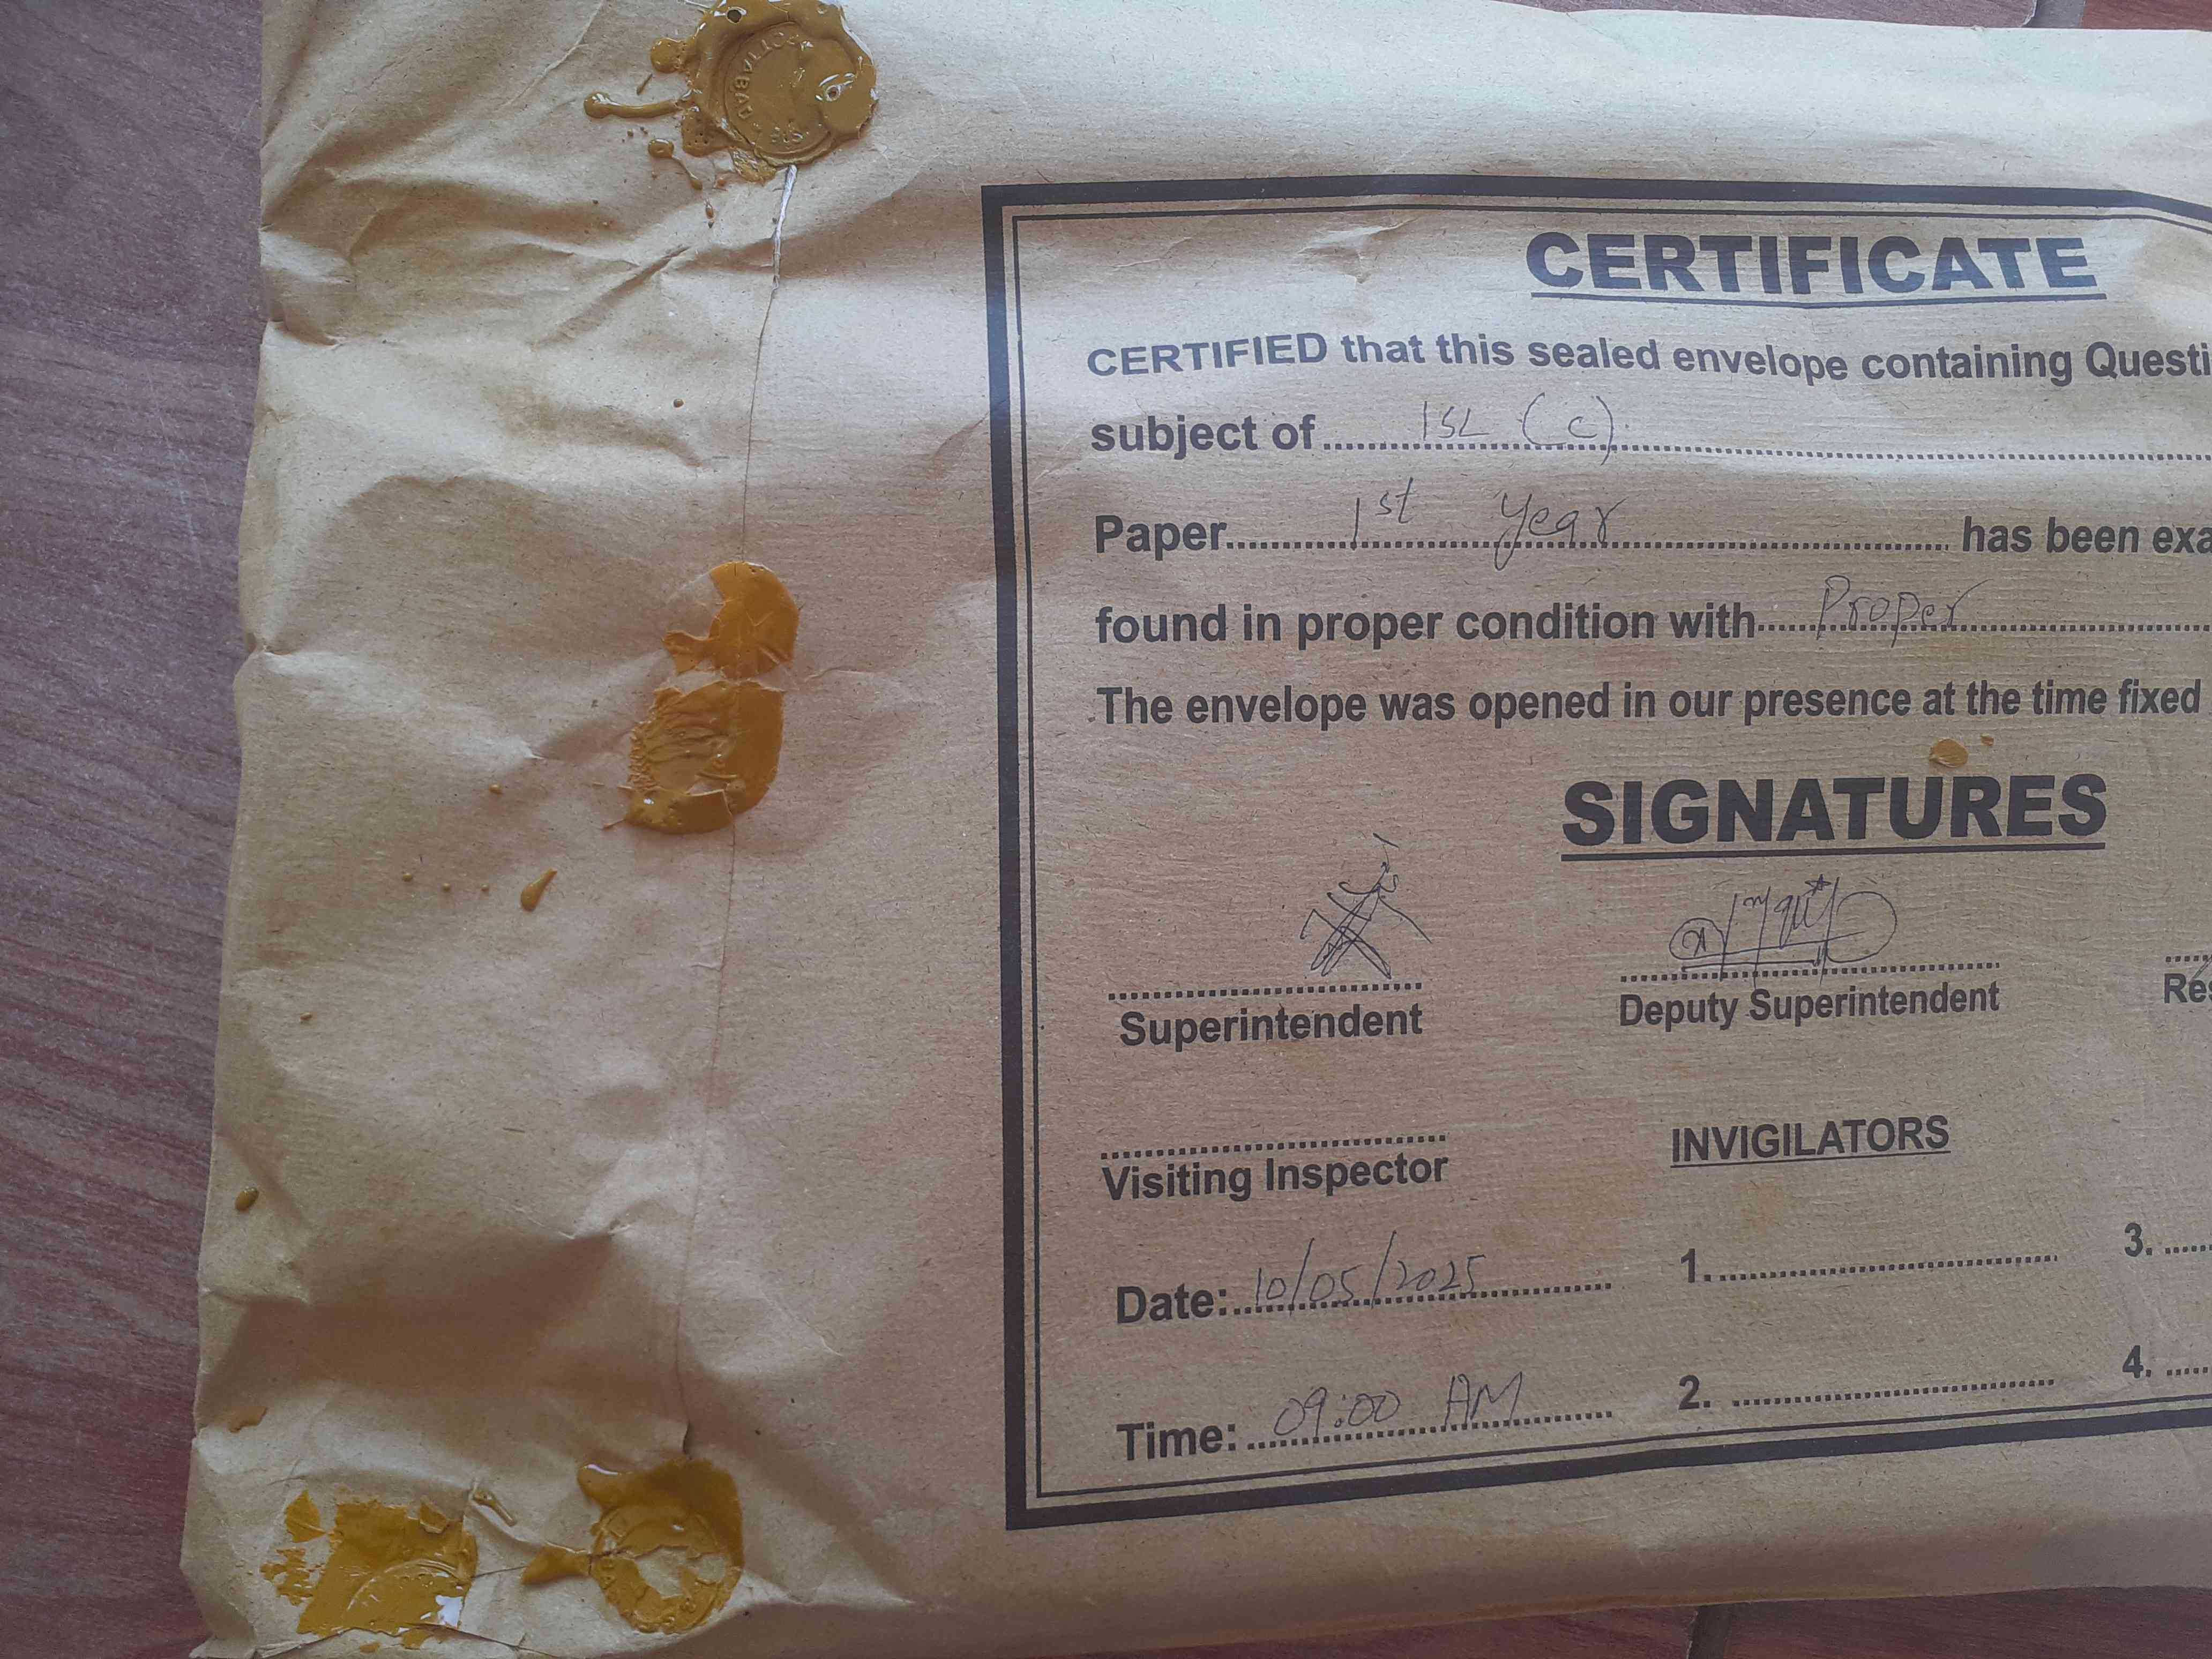 CERTIFICATE
CERTIFIED that this sealed envelope containing Questi
subject of ISL (C)
Paper 1st Year has been exa
found in proper condition with Proper
The envelope was opened in our presence at the time fixed
SIGNATURES
Superintendent Deputy Superintendent Res
Visiting Inspector INVIGILATORS
Date: 10/05/2025 1. 3.
Time: 09:00 AM 2. 4.